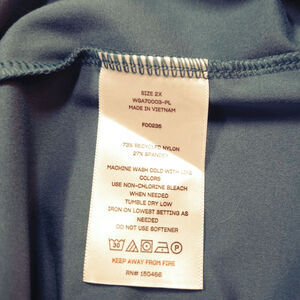 SIZE 2X
WGA70003-PL
MADE IN VIETNAM
F00236
73% RECYCLED NYLON
27% SPANDEX
MACHINE WASH COLD WITH LIKE
COLORS
USE NON-CHLORINE BLEACH
WHEN NEEDED
TUMBLE DRY LOW
IRON ON LOWEST SETTING AS
NEEDED
DO NOT USE SOFTENER
30 P
KEEP AWAY FROM FIRE
RN# 150466